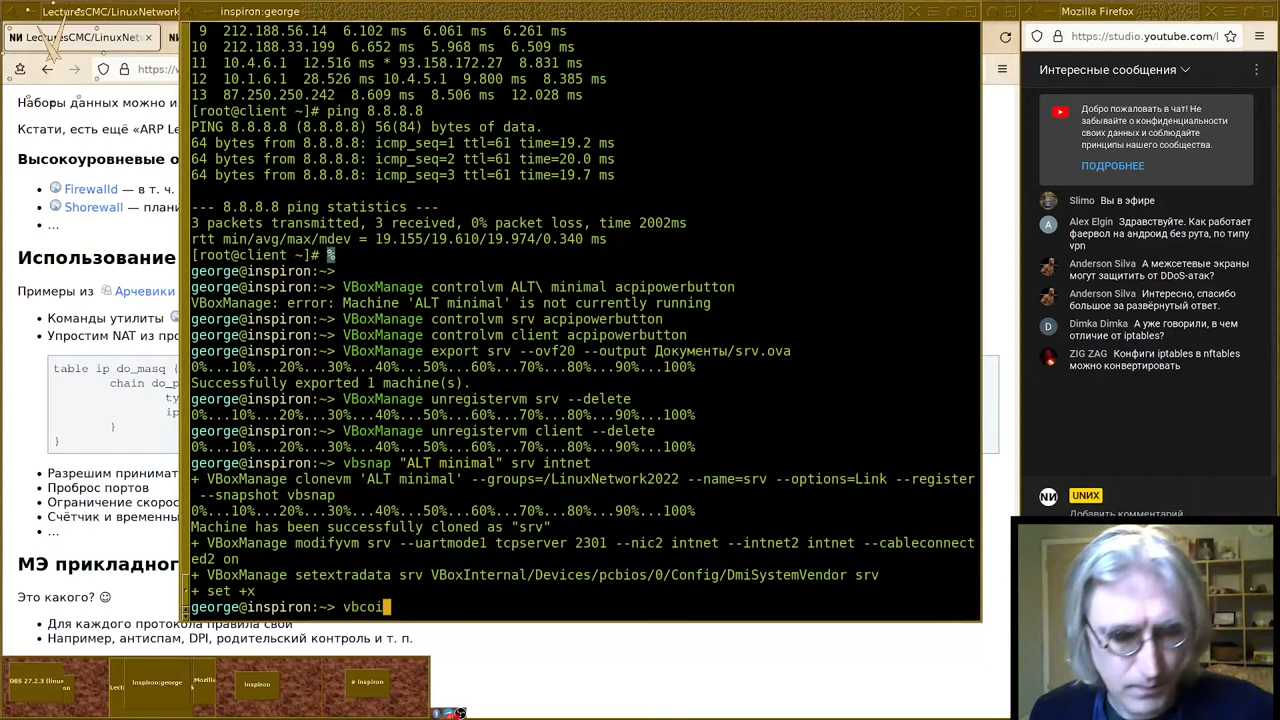 LecturesCMC/LinuxNetwork
inspiron:george
Mozilla Firefox
LecturesCMC/LinuxNe
https://w
https://studio.youtube.com/l
Наборы данных можно и
Кстати, есть ещё «ARP Le
Высокоуровневые о
Firewalld — в т. ч.
Shorewall — плани
...
Использование
Примеры из Арчевики
Команды утилиты
Упростим NAT из про
table ip do_masq {
chain do_p
ty
ip
}
}
Разрешим принимат
Проброс портов
Ограничение скорос
Счётчик и временны
...
МЭ прикладног
Это какого? ☺
Для каждого протокола правила свои
Например, антиспам, DPI, родительский контроль и т. п.
9  212.188.56.14  6.102 ms  6.061 ms  6.261 ms
10  212.188.33.199  6.652 ms  5.968 ms  6.509 ms
11  10.4.6.1  12.516 ms * 93.158.172.27  8.831 ms
12  10.1.6.1  28.526 ms  10.4.5.1  9.800 ms  8.385 ms
13  87.250.250.242  8.609 ms  8.506 ms  12.028 ms
[root@client ~]# ping 8.8.8.8
PING 8.8.8.8 (8.8.8.8) 56(84) bytes of data.
64 bytes from 8.8.8.8: icmp_seq=1 ttl=61 time=19.2 ms
64 bytes from 8.8.8.8: icmp_seq=2 ttl=61 time=20.0 ms
64 bytes from 8.8.8.8: icmp_seq=3 ttl=61 time=19.7 ms
--- 8.8.8.8 ping statistics ---
3 packets transmitted, 3 received, 0% packet loss, time 2002ms
rtt min/avg/max/mdev = 19.155/19.610/19.974/0.340 ms
[root@client ~]# %
george@inspiron:~>
george@inspiron:~> VBoxManage controlvm ALT\ minimal acpipowerbutton
VBoxManage: error: Machine 'ALT minimal' is not currently running
george@inspiron:~> VBoxManage controlvm srv acpipowerbutton
george@inspiron:~> VBoxManage controlvm client acpipowerbutton
george@inspiron:~> VBoxManage export srv --ovf20 --output Документы/srv.ova
0%...10%...20%...30%...40%...50%...60%...70%...80%...90%...100%
Successfully exported 1 machine(s).
george@inspiron:~> VBoxManage unregistervm srv --delete
0%...10%...20%...30%...40%...50%...60%...70%...80%...90%...100%
george@inspiron:~> VBoxManage unregistervm client --delete
0%...10%...20%...30%...40%...50%...60%...70%...80%...90%...100%
george@inspiron:~> vbsnap "ALT minimal" srv intnet
+ VBoxManage clonevm 'ALT minimal' --groups=/LinuxNetwork2022 --name=srv --options=Link --register
--snapshot vbsnap
0%...10%...20%...30%...40%...50%...60%...70%...80%...90%...100%
Machine has been successfully cloned as "srv"
+ VBoxManage modifyvm srv --uartmode1 tcpserver 2301 --nic2 intnet --intnet2 intnet --cableconnect
ed2 on
+ VBoxManage setextradata srv VBoxInternal/Devices/pcbios/0/Config/DmiSystemVendor srv
+ set +x
george@inspiron:~> vbcoi
Интересные сообщения
Добро пожаловать в чат! Не
забывайте о конфиденциальности
своих данных и соблюдайте
принципы нашего сообщества.
ПОДРОБНЕЕ
Slimo Вы в эфире
Alex Elgin Здравствуйте. Как работает
фаервол на андроид без рута, по типу
vpn
Anderson Silva А межсетевые экраны
могут защитить от DDoS-атак?
Anderson Silva Интересно, спасибо
большое за развёрнутый ответ.
Dimka Dimka А уже говорили, в чем
отличие от iptables?
ZIG ZAG Конфиги iptables в nftables
можно конвертировать
UNIX
Добавить комментарий
OBS 27.2.3 (linux
Lect
inspiron:george
Mozilla
inspiron
inspiron